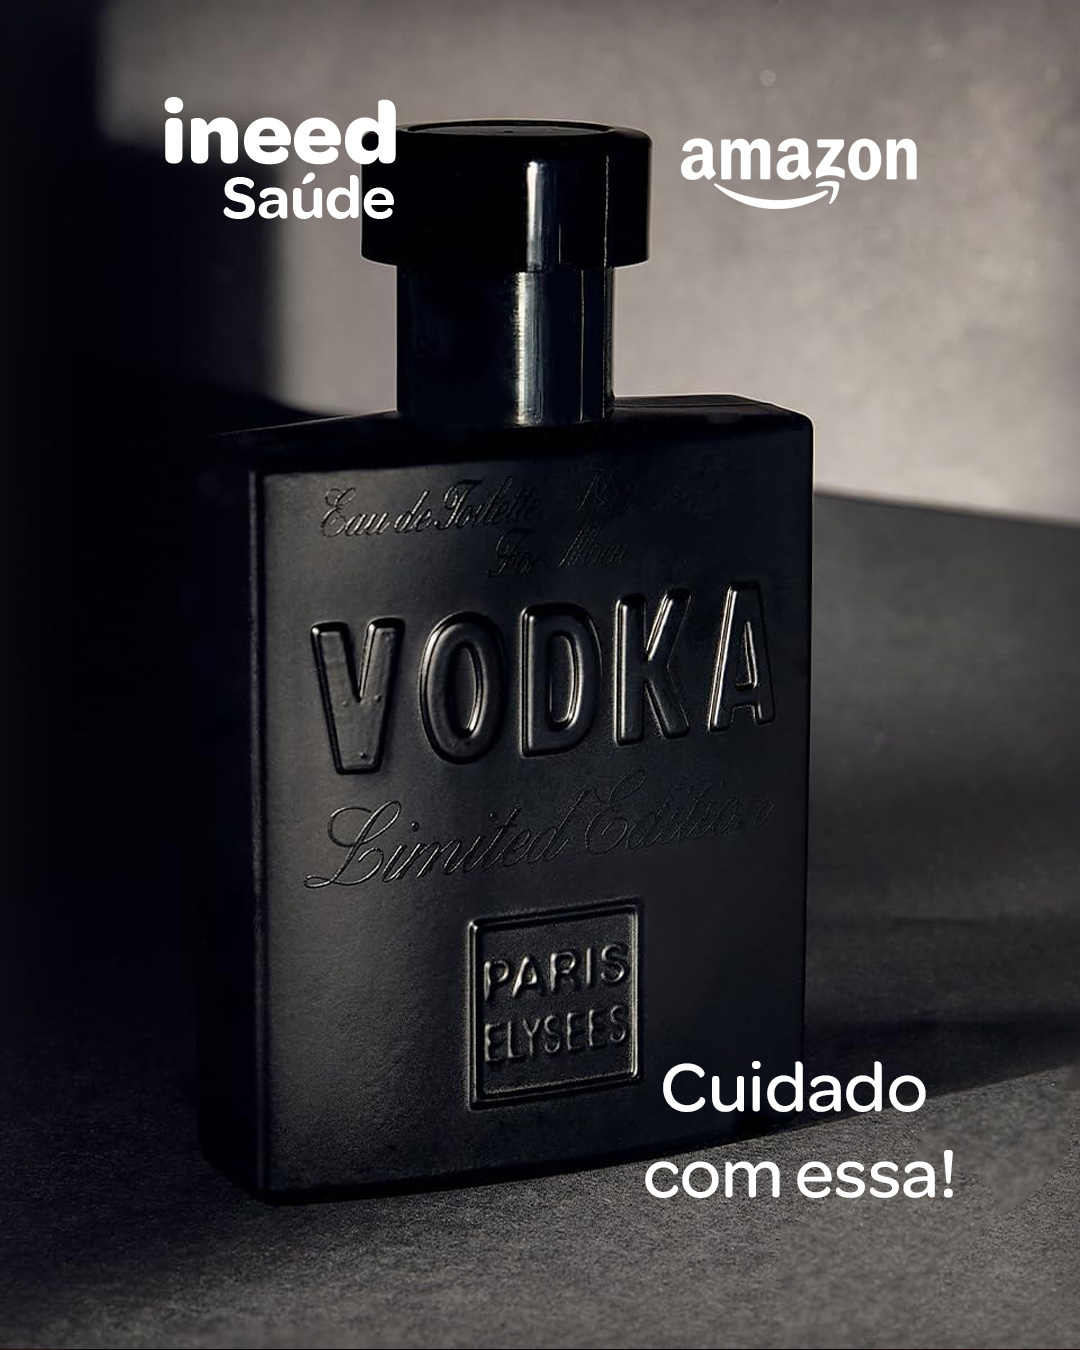 ineed
Saúde
amazon
Eau de Toilette
For Men
VODKA
Limited Edition
PARIS
ELYSEES
Cuidado
com essa!